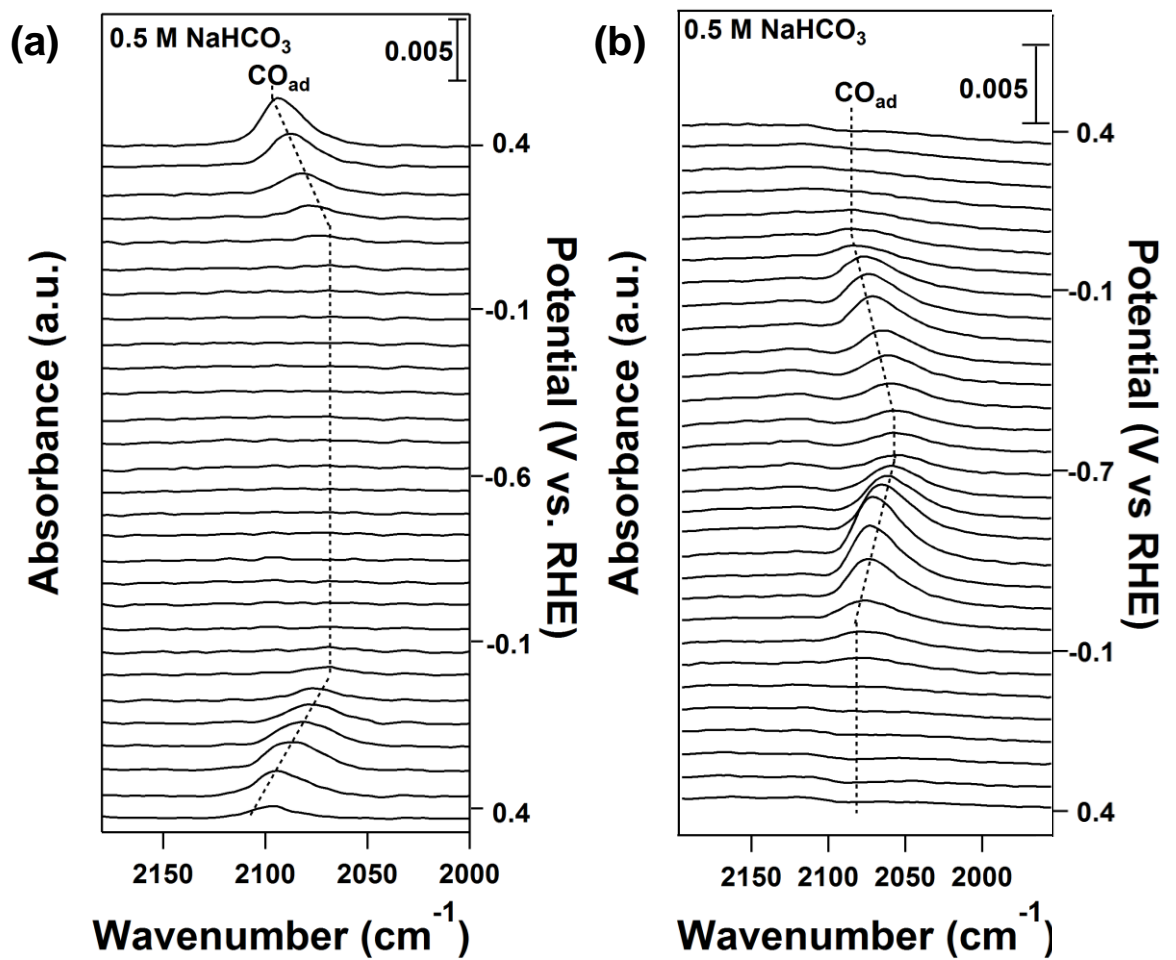 (a)
0.5 M NaHCO₃
0.005
CO_ad
0.4
-0.1
-0.6
-0.1
0.4
Absorbance (a.u.)
Potential (V vs. RHE)
2150
2100
2050
2000
Wavenumber (cm⁻¹)
(b)
0.5 M NaHCO₃
0.005
CO_ad
0.4
-0.1
-0.7
-0.1
0.4
Absorbance (a.u.)
Potential (V vs RHE)
2150
2100
2050
2000
Wavenumber (cm⁻¹)